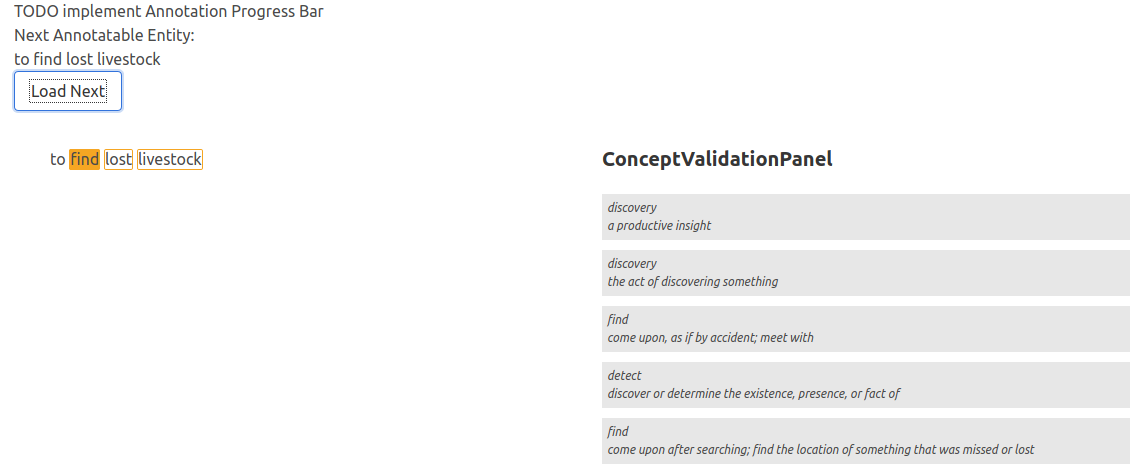 TODO implement Annotation Progress Bar
Next Annotatable Entity:
to find lost livestock
Load Next
to find lost livestock
ConceptValidationPanel
discovery
a productive insight
discovery
the act of discovering something
find
come upon, as if by accident; meet with
detect
discover or determine the existence, presence, or fact of
find
come upon after searching; find the location of something that was missed or lost